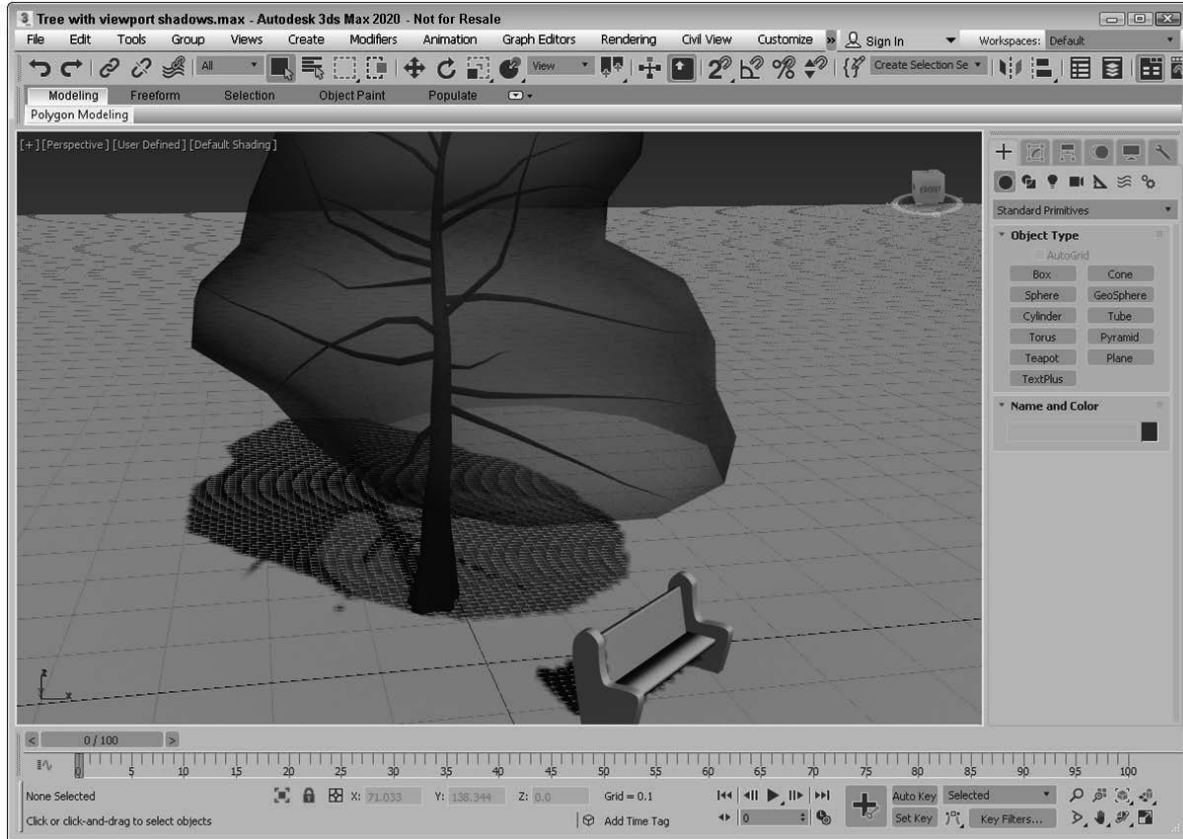 Tree with viewport shadows.max - Autodesk 3ds Max 2020 - Not for Resale
File Edit Tools Group Views Create Modifiers Animation Graph Editors Rendering Civil View Customize » Sign In Workspaces: Default
All View Create Selection Se
Modeling Freeform Selection Object Paint Populate
Polygon Modeling
[+] [Perspective] [User Defined] [Default Shading]
FRONT
Standard Primitives
Object Type
AutoGrid
Box Cone
Sphere GeoSphere
Cylinder Tube
Torus Pyramid
Teapot Plane
TextPlus
Name and Color
z
x
< 0 / 100 >
0 5 10 15 20 25 30 35 40 45 50 55 60 65 70 75 80 85 90 95 100
None Selected X: 71.033 Y: 138.344 Z: 0.0 Grid = 0.1 Auto Key Selected
Click or click-and-drag to select objects Add Time Tag 0 Set Key Key Filters...